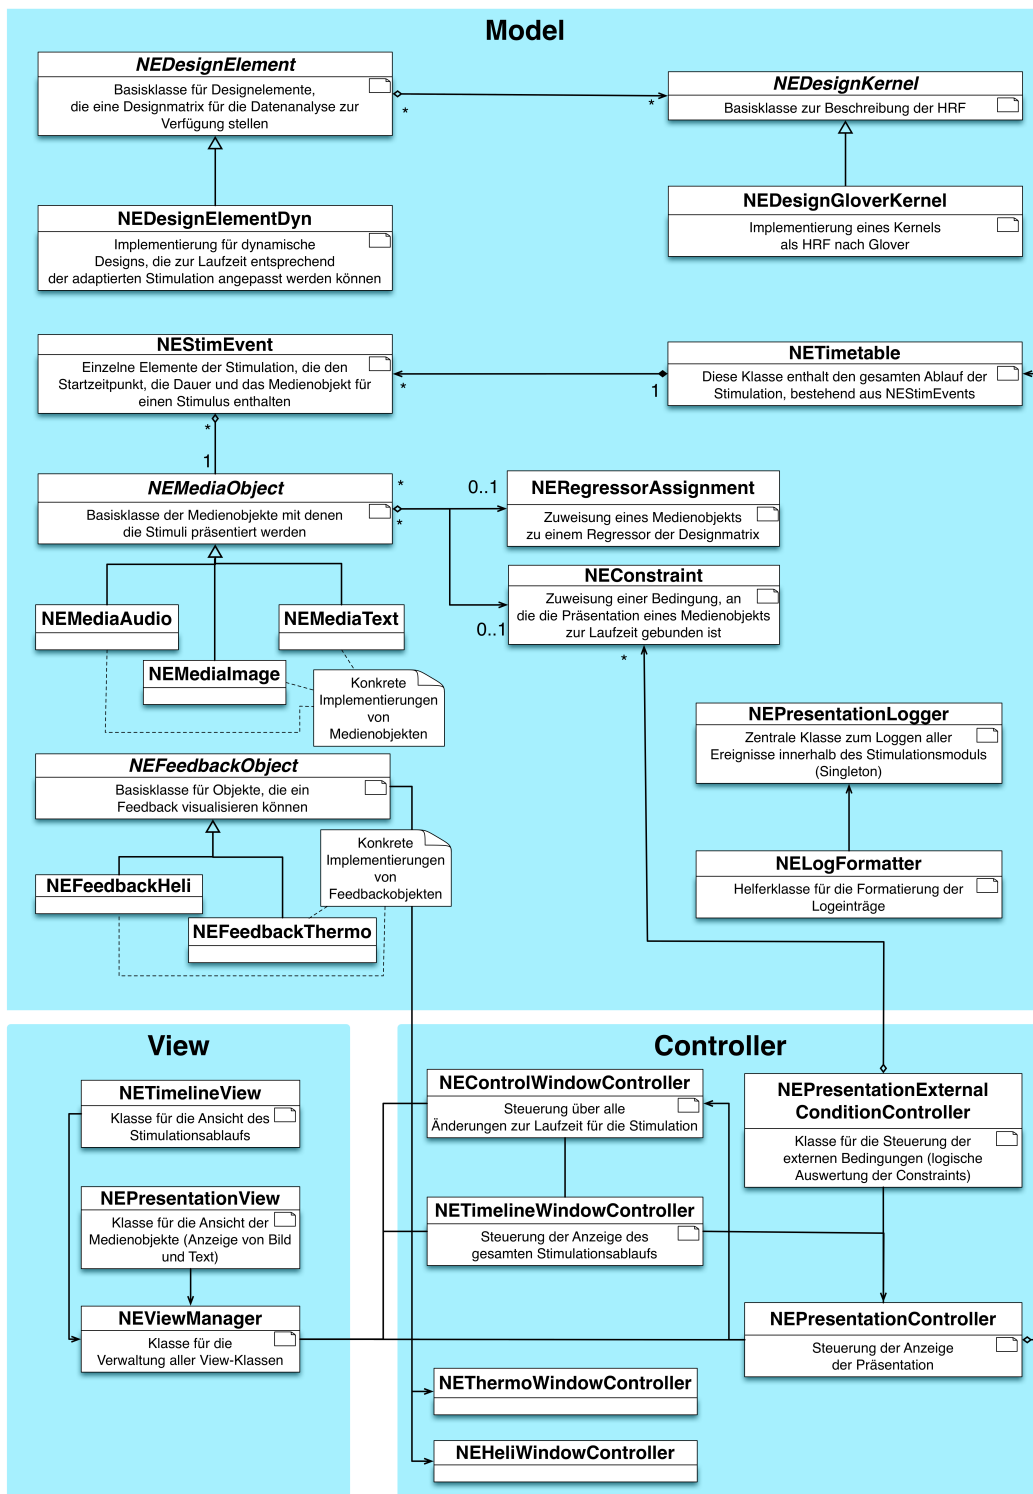 Model
NEDesignElement
Basisklasse für Designelemente,
die eine Designmatrix für die Datenanalyse zur
Verfügung stellen
*
*
NEDesignKernel
Basisklasse zur Beschreibung der HRF
NEDesignElementDyn
Implementierung für dynamische
Designs, die zur Laufzeit entsprechend
der adaptierten Stimulation angepasst werden können
NEDesignGloverKernel
Implementierung eines Kernels
als HRF nach Glover
NEStimEvent
Einzelne Elemente der Stimulation, die den
Startzeitpunkt, die Dauer und das Medienobjekt für
einen Stimulus enthalten
*
1
NETimetable
Diese Klasse enthalt den gesamten Ablauf der
Stimulation, bestehend aus NEStimEvents
*
1
NEMediaObject
Basisklasse der Medienobjekte mit denen
die Stimuli präsentiert werden
*
*
0..1
NERegressorAssignment
Zuweisung eines Medienobjekts
zu einem Regressor der Designmatrix
NEConstraint
Zuweisung einer Bedingung, an
die die Präsentation eines Medienobjekts
zur Laufzeit gebunden ist
0..1
*
NEMediaAudio
NEMediaText
NEMediaImage
Konkrete
Implementierungen
von
Medienobjekten
NEPresentationLogger
Zentrale Klasse zum Loggen aller
Ereignisse innerhalb des Stimulationsmoduls
(Singleton)
NEFeedbackObject
Basisklasse für Objekte, die ein
Feedback visualisieren können
Konkrete
Implementierungen
von
Feedbackobjekten
NELogFormatter
Helferklasse für die Formatierung der
Logeinträge
NEFeedbackHeli
NEFeedbackThermo
View
NETimelineView
Klasse für die Ansicht des
Stimulationsablaufs
NEPresentationView
Klasse für die Ansicht der
Medienobjekte (Anzeige von Bild
und Text)
NEViewManager
Klasse für die
Verwaltung aller View-Klassen
Controller
NEControlWindowController
Steuerung über alle
Änderungen zur Laufzeit für die Stimulation
NEPresentationExternal
ConditionController
Klasse für die Steuerung der
externen Bedingungen (logische
Auswertung der Constraints)
NETimelineWindowController
Steuerung der Anzeige des
gesamten Stimulationsablaufs
NEPresentationController
Steuerung der Anzeige
der Präsentation
NEThermoWindowController
NEHeliWindowController